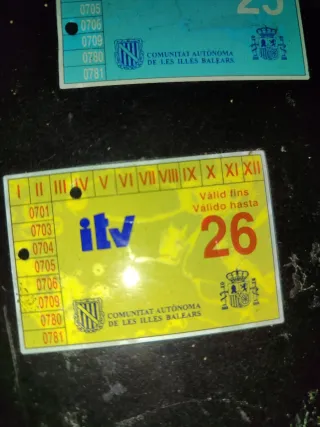 0705
0706
0709
0780
0781
COMUNITAT AUTÒNOMA
DE LES ILLES BALEARS
I II III IV V VI VII VIII IX X XI XII
0701
0703
0704
0705
0706
0709
0780
0781
itv
Vàlid fins
Válido hasta
26
COMUNITAT AUTÒNOMA
DE LES ILLES BALEARS